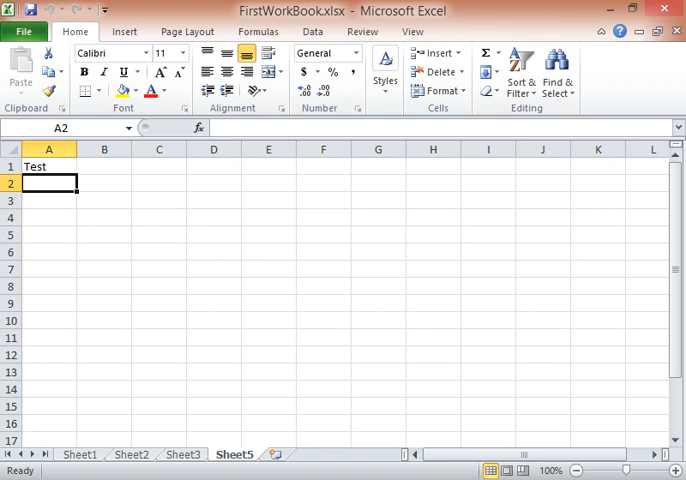 FirstWorkBook.xlsx - Microsoft Excel
File Home Insert Page Layout Formulas Data Review View
Calibri 11 General Insert Σ
Paste B I U A A $ % , Styles Delete Sort & Filter Find & Select
A .00 .00 Format
Clipboard Font Alignment Number Cells Editing
A2 fx
A B C D E F G H I J K L
1 Test
2
3
4
5
6
7
8
9
10
11
12
13
14
15
16
17
Sheet1 Sheet2 Sheet3 Sheet5
Ready 100%